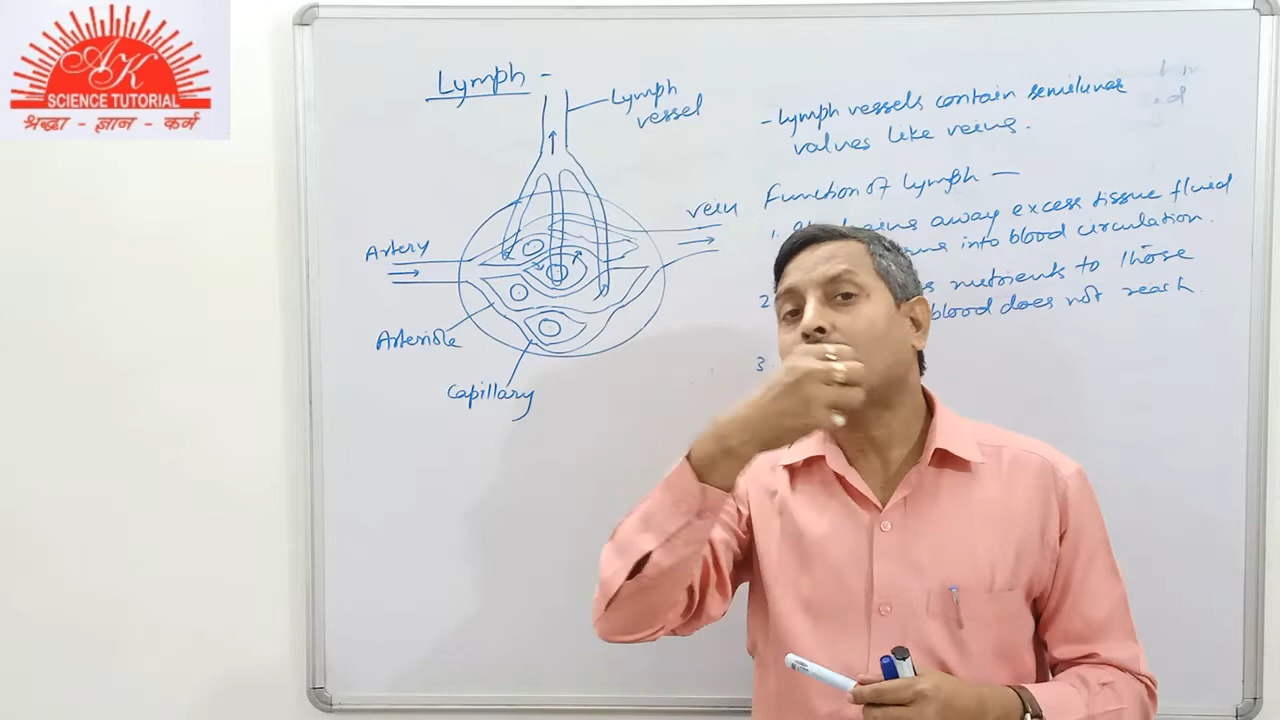 AK
SCIENCE TUTORIAL
श्रद्धा - ज्ञान - कर्म
Lymph -
Lymph
vessel
Artery
vein
Arteriole
Capillary
- Lymph vessels contain semilunar
valves like veins.
Function of lymph —
1. away excess tissue fluid
into blood circulation.
2 nutrients to those
blood does not reach.
3.